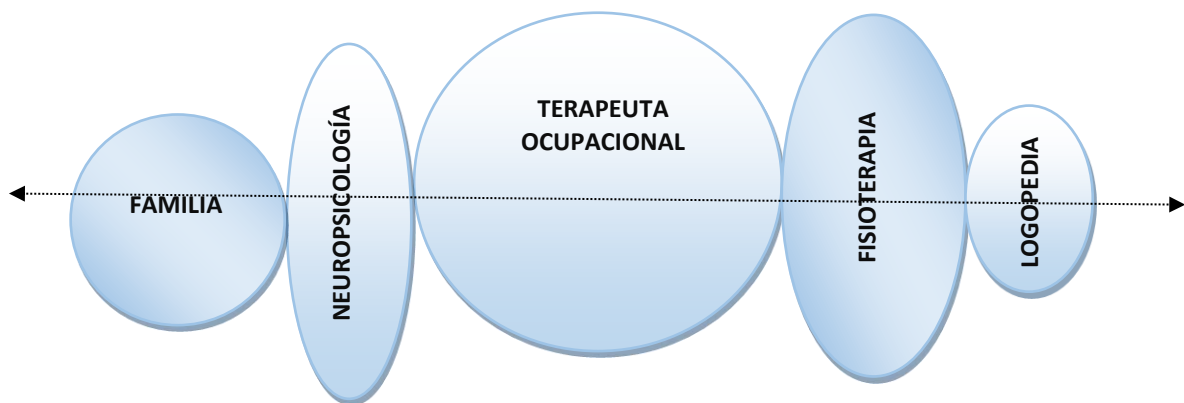 FAMILIA
NEUROPSICOLOGÍA
TERAPEUTA
OCUPACIONAL
FISIOTERAPIA
LOGOPEDIA